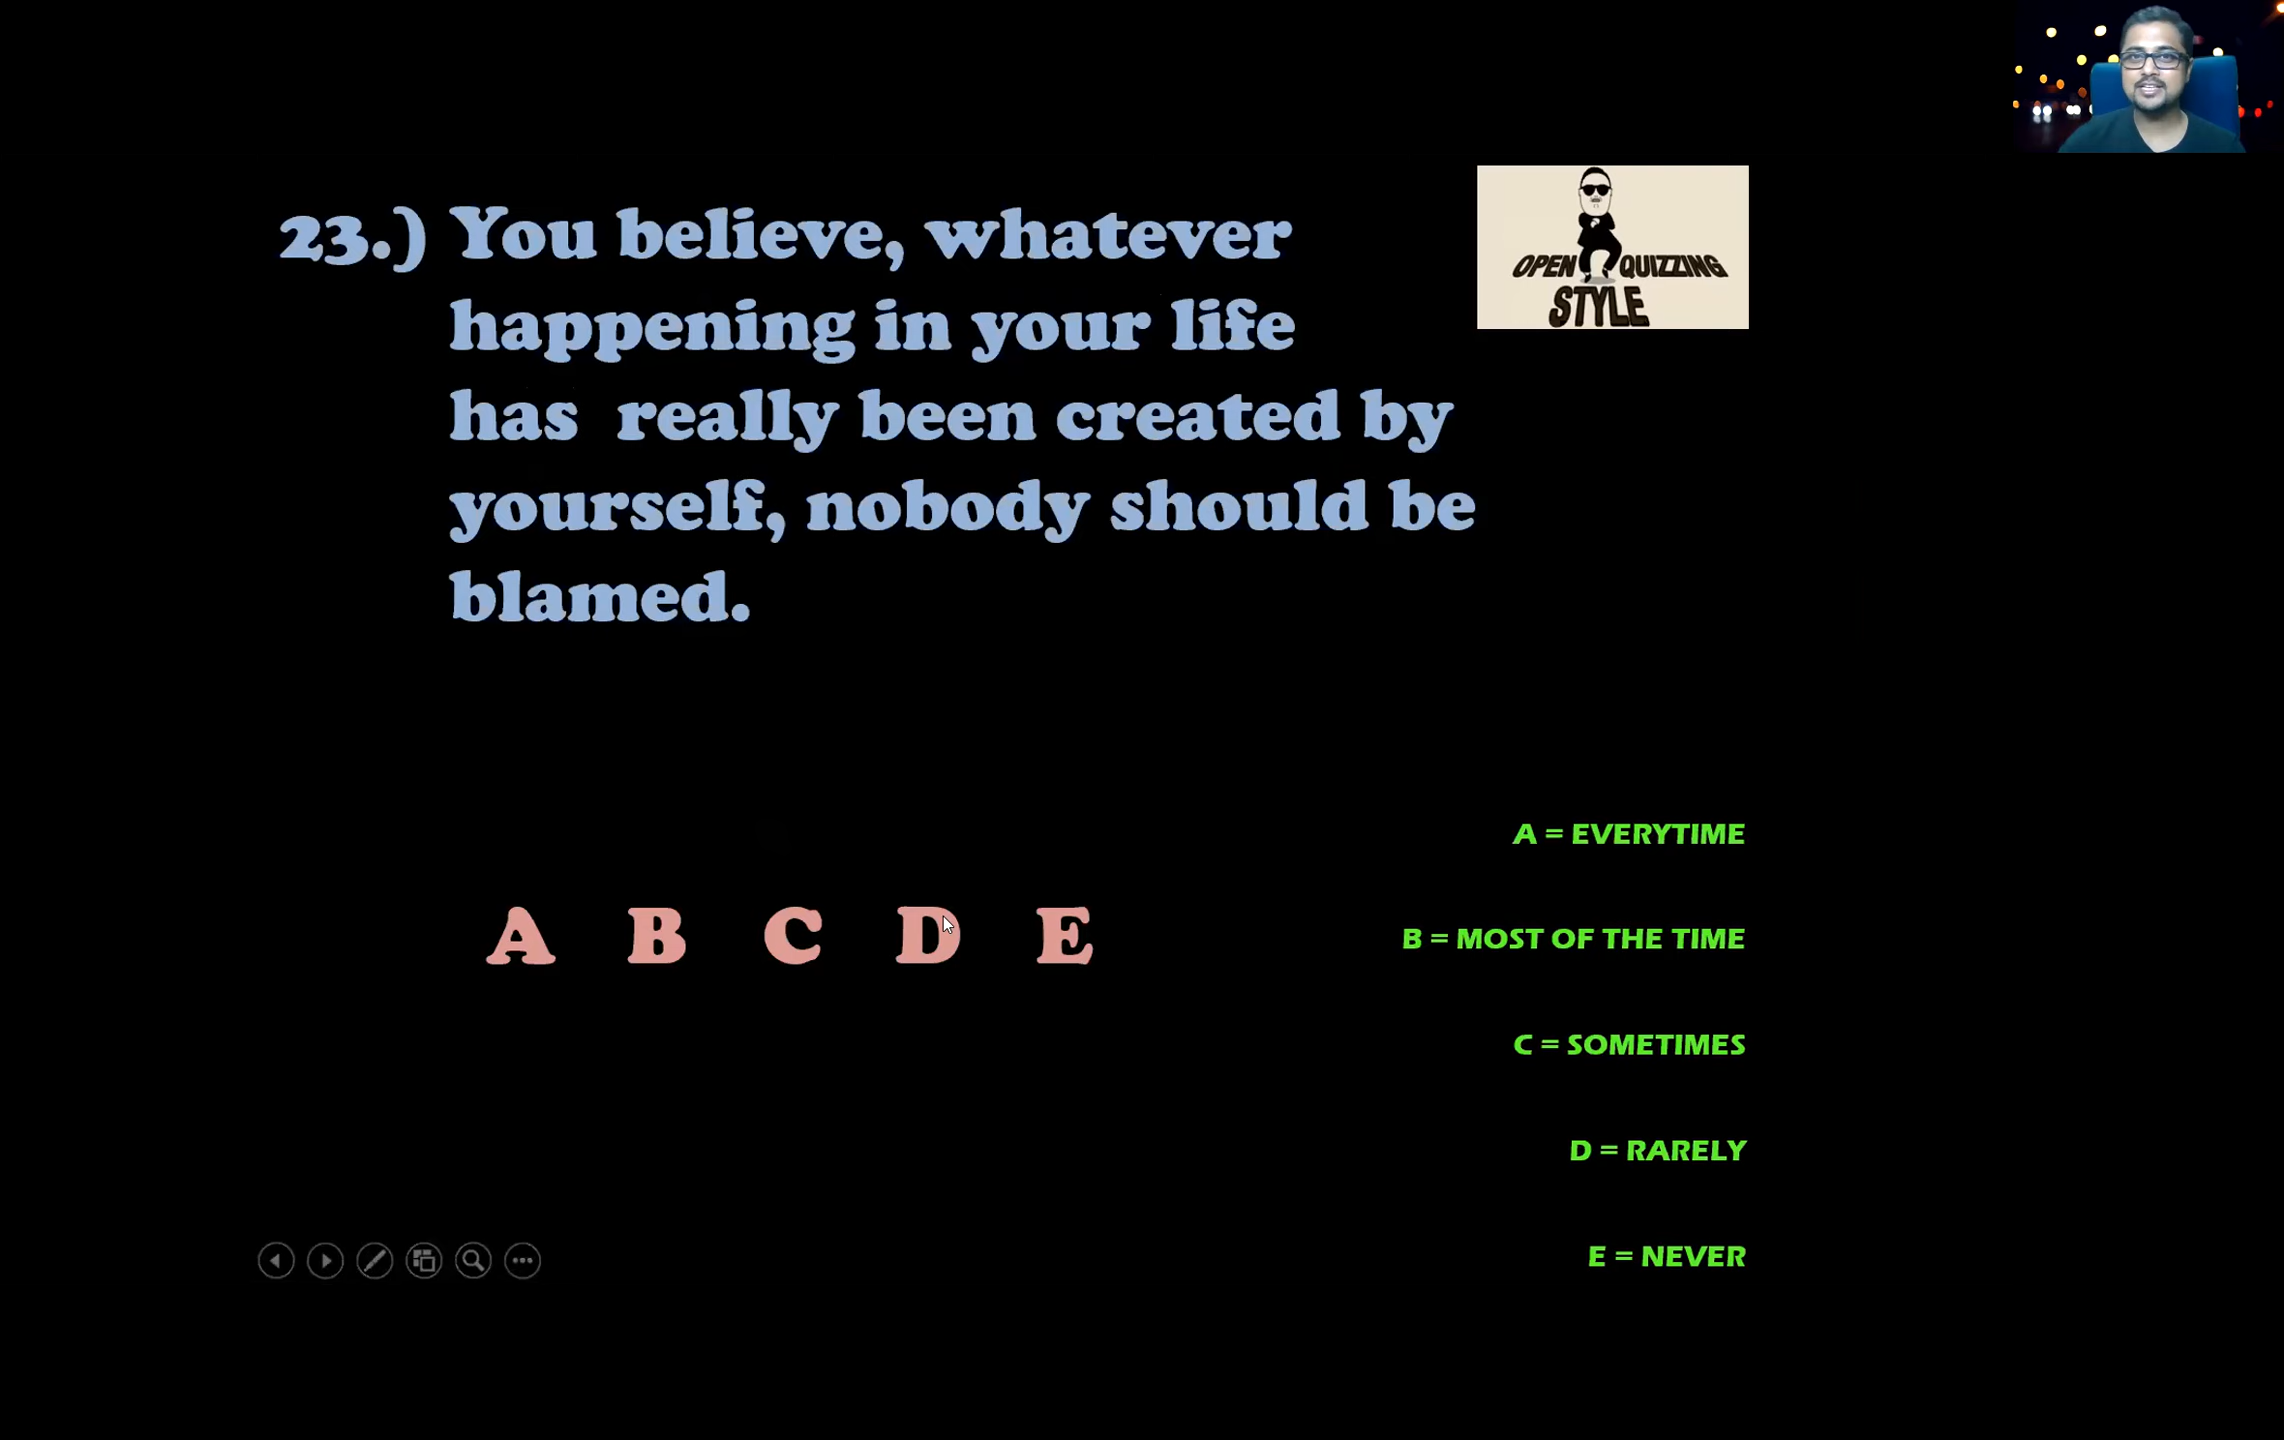 23.) You believe, whatever
happening in your life
has really been created by
yourself, nobody should be
blamed.
OPEN QUIZZING
STYLE
A B C D E
A = EVERYTIME
B = MOST OF THE TIME
C = SOMETIMES
D = RARELY
E = NEVER